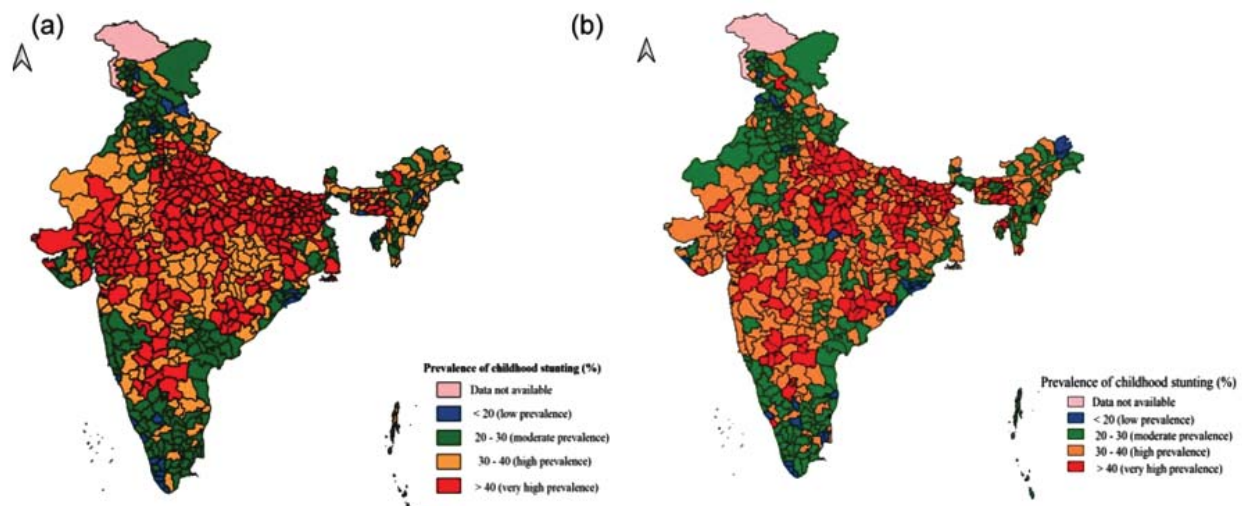 (a)
(b)
Prevalence of childhood stunting (%)
Data not available
< 20 (low prevalence)
20 - 30 (moderate prevalence)
30 - 40 (high prevalence)
> 40 (very high prevalence)
Prevalence of childhood stunting (%)
Data not available
< 20 (low prevalence)
20 - 30 (moderate prevalence)
30 - 40 (high prevalence)
> 40 (very high prevalence)